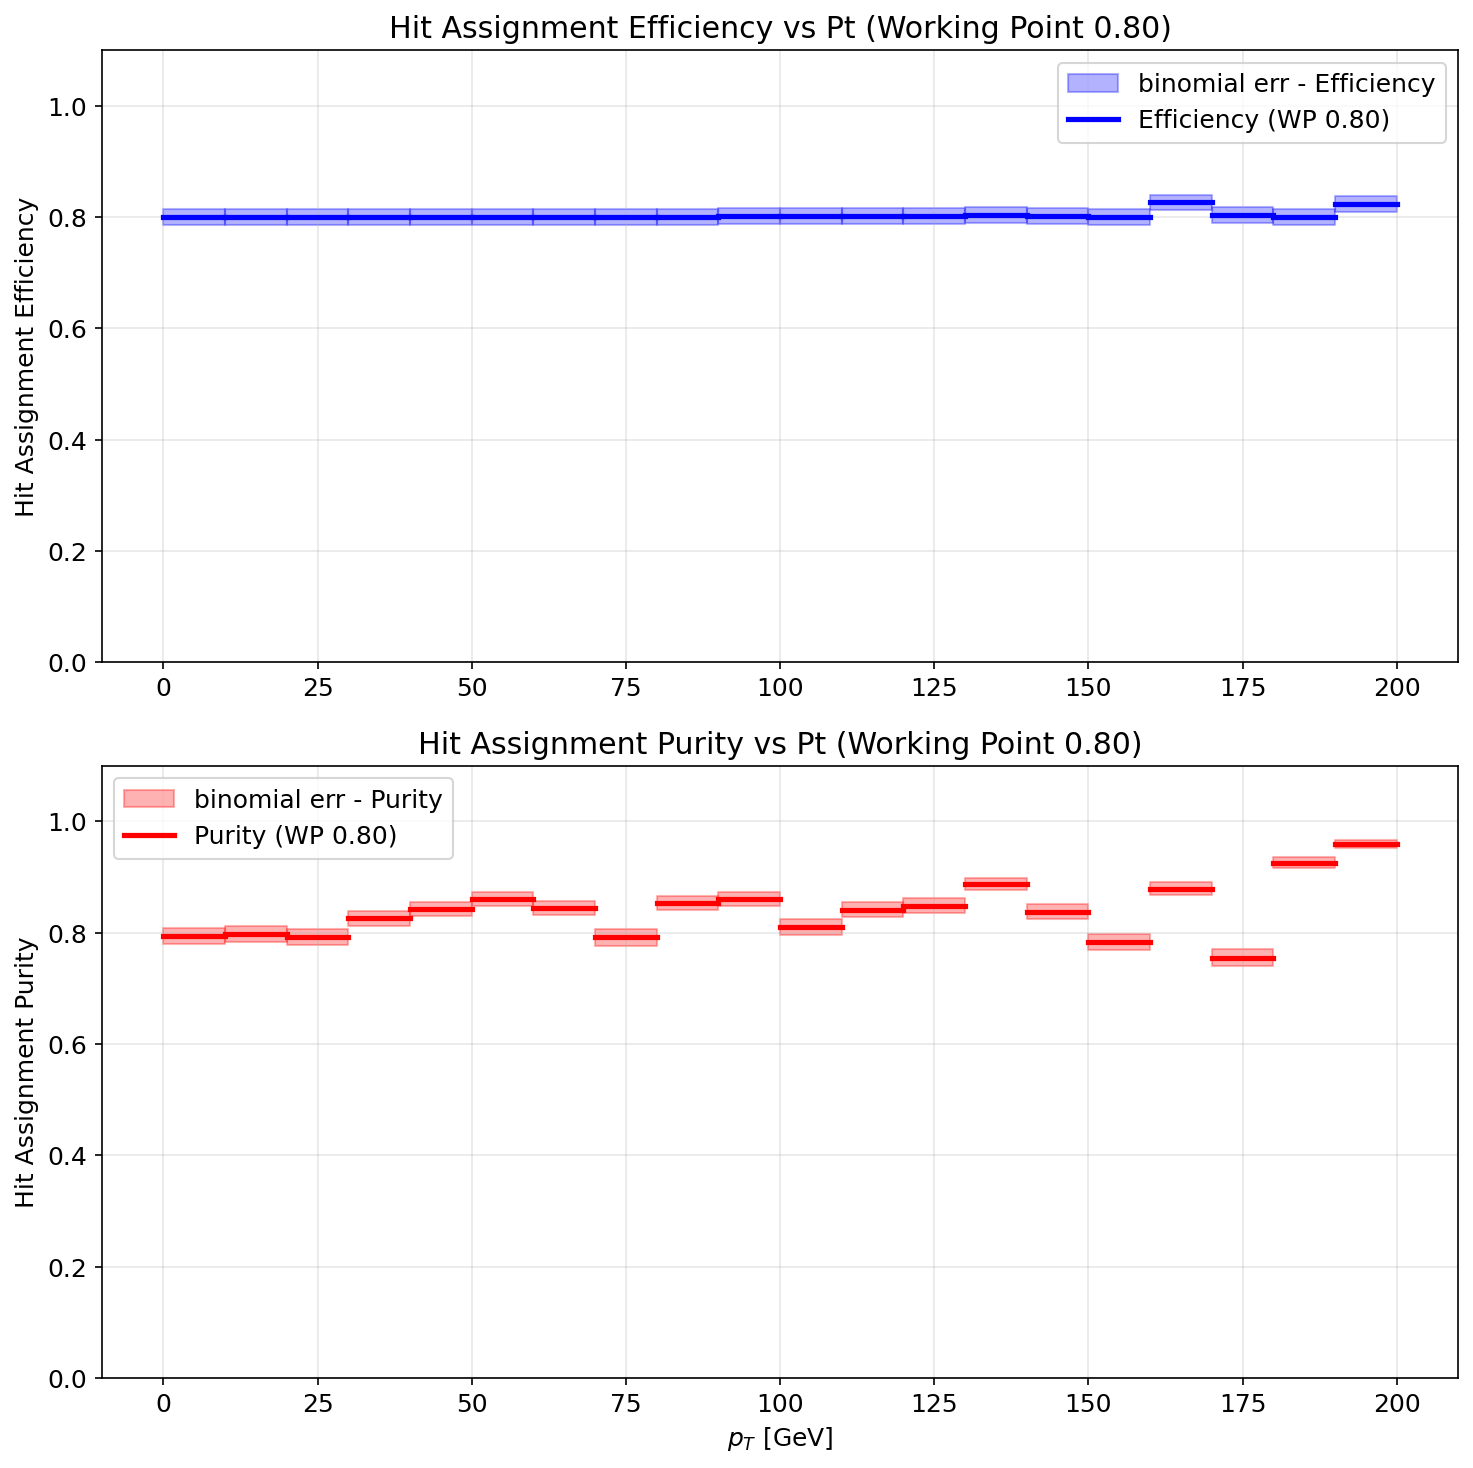 Hit Assignment Efficiency vs Pt (Working Point 0.80)
binomial err - Efficiency
Efficiency (WP 0.80)
Hit Assignment Efficiency
1.0
0.8
0.6
0.4
0.2
0.0
0 25 50 75 100 125 150 175 200
Hit Assignment Purity vs Pt (Working Point 0.80)
binomial err - Purity
Purity (WP 0.80)
Hit Assignment Purity
1.0
0.8
0.6
0.4
0.2
0.0
0 25 50 75 100 125 150 175 200
p_T [GeV]